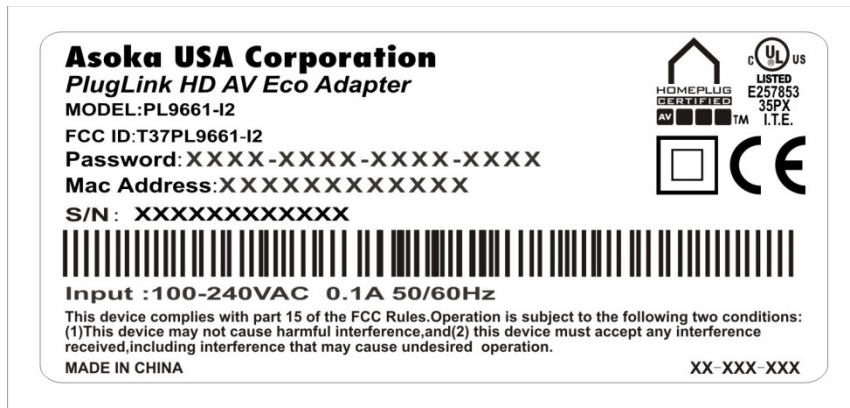 Asoka USA Corporation
PlugLink HD AV Eco Adapter
MODEL:PL9661-I2
FCC ID:T37PL9661-I2
Password:XXXX-XXXX-XXXX-XXXX
Mac Address:XXXXXXXXXXXX
S/N: XXXXXXXXXXXX
HOMEPLUG
CERTIFIED
AV TM
C UL US
®
LISTED
E257853
35PX
I.T.E.
CE
Input :100-240VAC 0.1A 50/60Hz
This device complies with part 15 of the FCC Rules.Operation is subject to the following two conditions:
(1)This device may not cause harmful interference,and(2) this device must accept any interference
received,including interference that may cause undesired operation.
MADE IN CHINA
XX-XXX-XXX